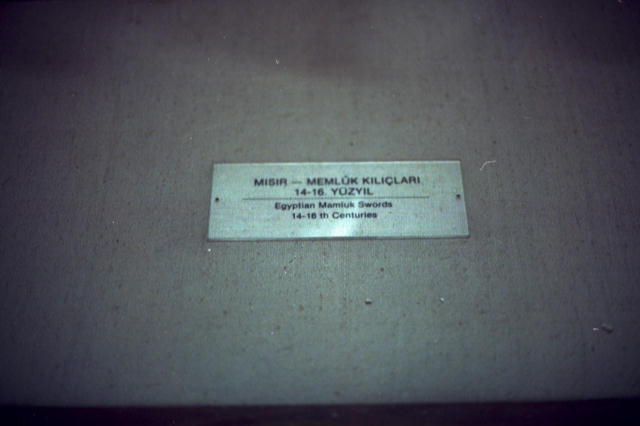 MISIR — MEMLÛK KILIÇLARI
14-16. YÜZYIL
Egyptian Mamluk Swords
14-16 th Centuries